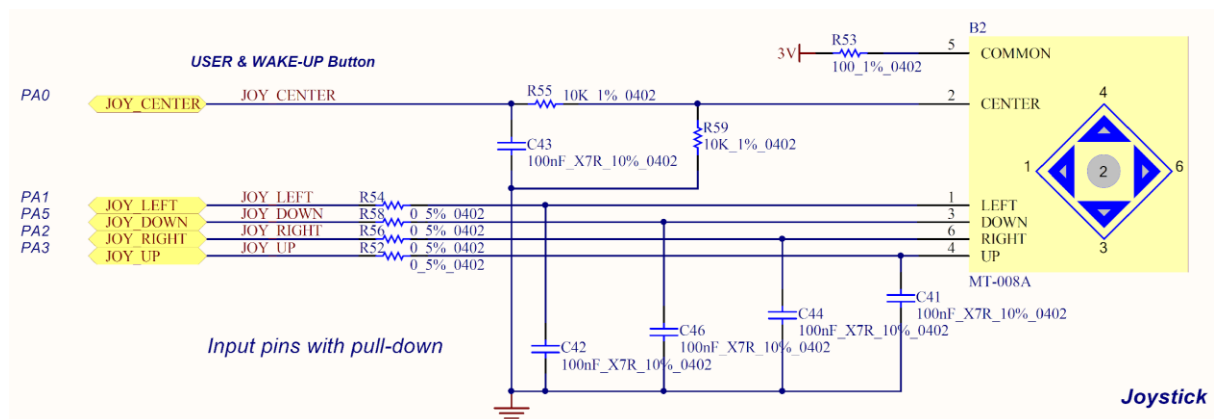 B2
R53
3V
5
COMMON
100_1%_0402
USER & WAKE-UP Button
PA0
JOY_CENTER
JOY_CENTER
R55
10K_1%_0402
2
CENTER
4
R59
10K_1%_0402
C43
100nF_X7R_10%_0402
1
2
6
PA1
JOY_LEFT
JOY_LEFT
R54
1
LEFT
PA5
JOY_DOWN
JOY_DOWN
R58
0_5%_0402
3
DOWN
PA2
JOY_RIGHT
JOY_RIGHT
R56
0_5%_0402
6
RIGHT
PA3
JOY_UP
JOY_UP
R52
0_5%_0402
4
UP
3
0_5%_0402
MT-008A
C41
100nF_X7R_10%_0402
C44
100nF_X7R_10%_0402
C46
100nF_X7R_10%_0402
C42
100nF_X7R_10%_0402
Input pins with pull-down
Joystick